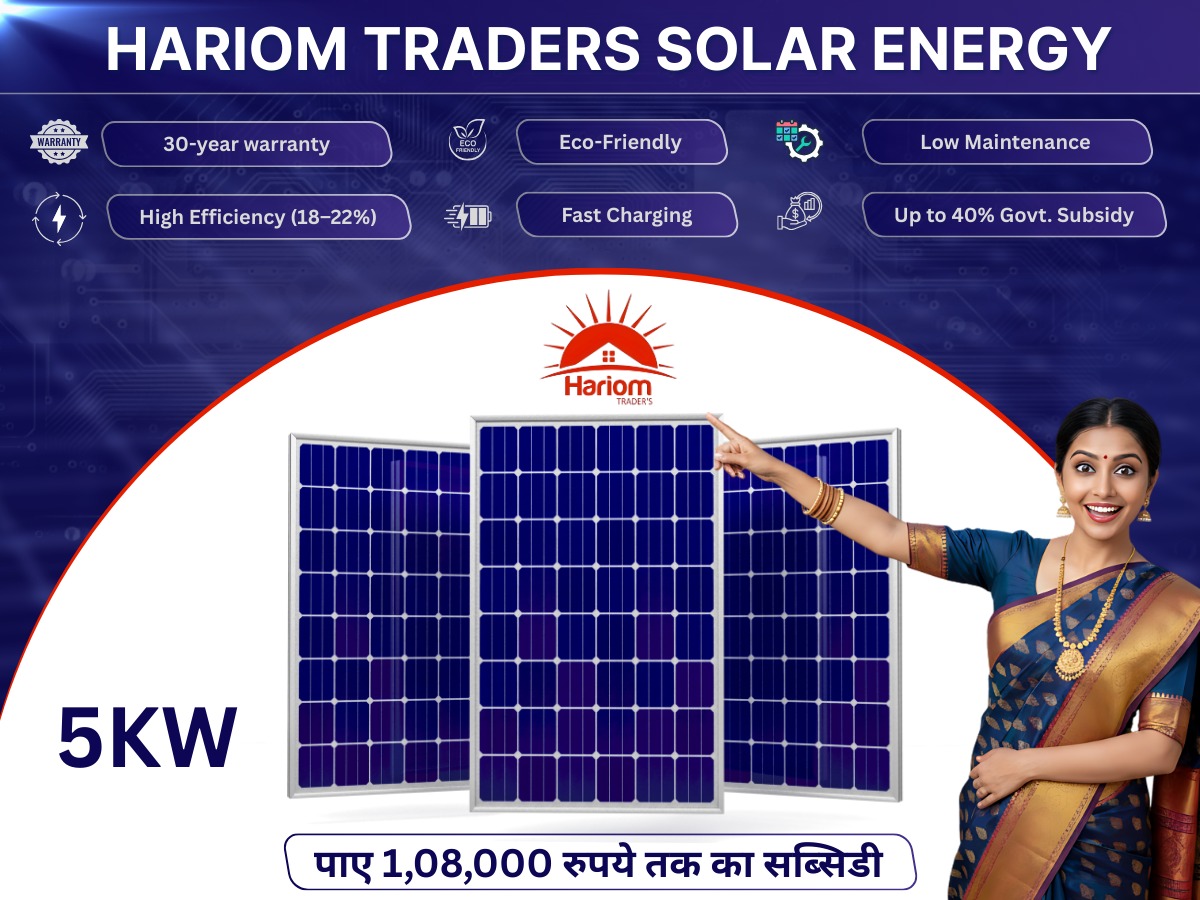 HARIOM TRADERS SOLAR ENERGY
WARRANTY
30-year warranty
ECO
FRIENDLY
Eco-Friendly
Low Maintenance
High Efficiency (18–22%)
Fast Charging
Up to 40% Govt. Subsidy
Hariom
TRADER'S
5KW
पाए 1,08,000 रुपये तक का सब्सिडी